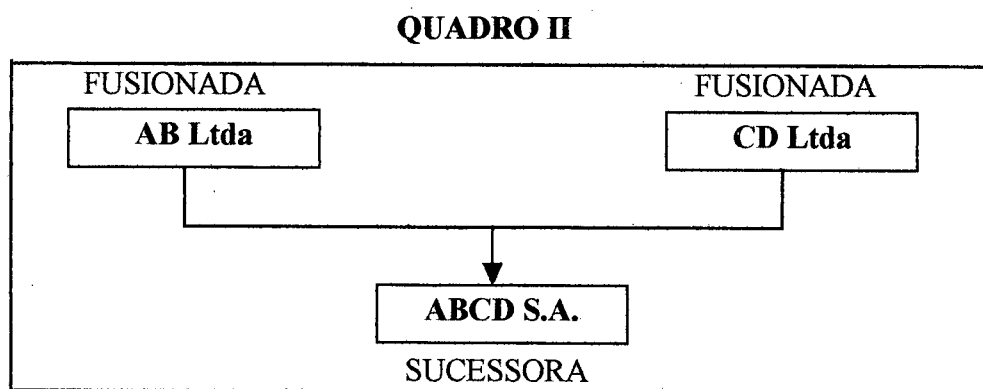 QUADRO II
FUSIONADA
FUSIONADA
AB Ltda
CD Ltda
ABCD S.A.
SUCESSORA